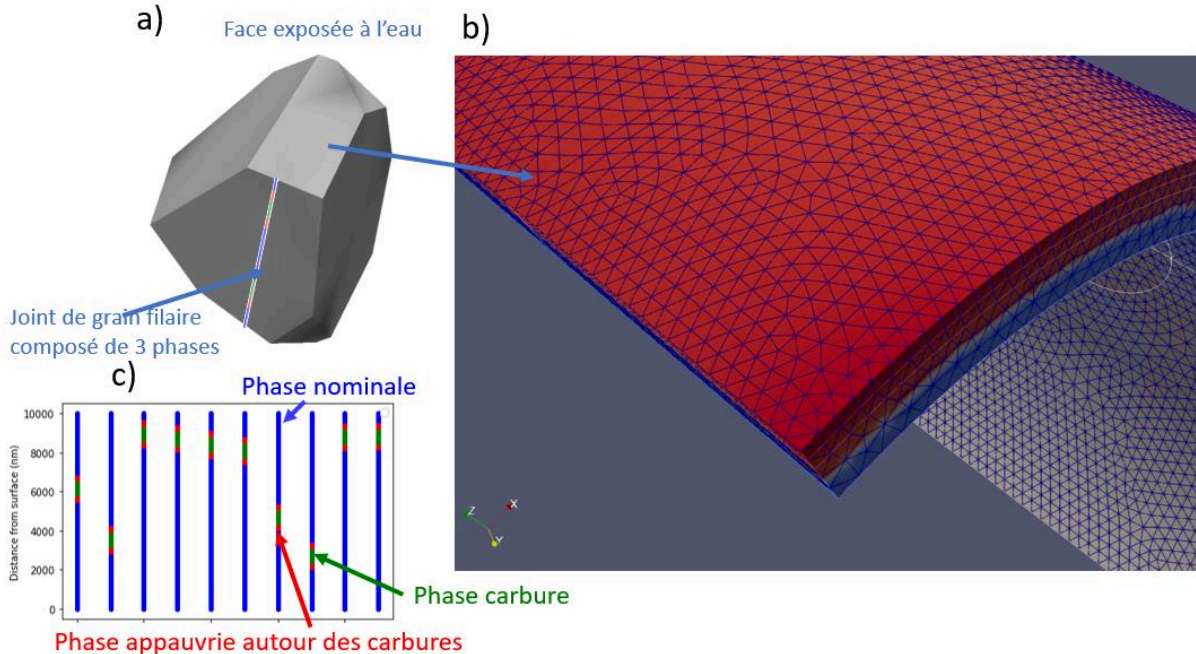 a)
Face exposée à l’eau
b)
Joint de grain filaire
composé de 3 phases
c)
Phase nominale
10000
8000
6000
4000
2000
0
Distance from surface (nm)
Phase carbure
Phase appauvrie autour des carbures
Z
X
Y